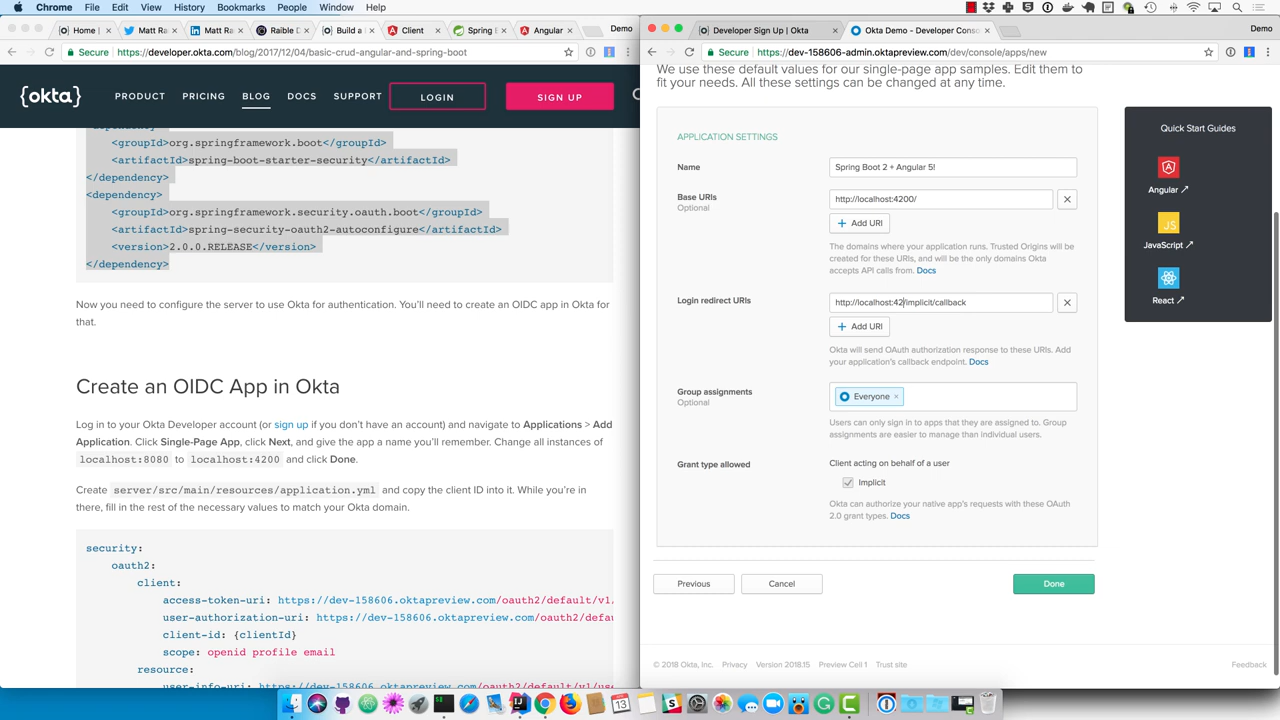 Chrome File Edit View History Bookmarks People Window Help
Home |
Matt Ra
Matt Ra
Raible D
Build a
Client
Spring E
Angular
Demo
Secure https://developer.okta.com/blog/2017/12/04/basic-crud-angular-and-spring-boot
{okta} PRODUCT PRICING BLOG DOCS SUPPORT LOGIN SIGN UP
<dependency>
<groupId>org.springframework.boot</groupId>
<artifactId>spring-boot-starter-security</artifactId>
</dependency>
<dependency>
<groupId>org.springframework.security.oauth.boot</groupId>
<artifactId>spring-security-oauth2-autoconfigure</artifactId>
<version>2.0.0.RELEASE</version>
</dependency>
Now you need to configure the server to use Okta for authentication. You'll need to create an OIDC app in Okta for
that.
Create an OIDC App in Okta
Log in to your Okta Developer account (or sign up if you don't have an account) and navigate to Applications > Add
Application. Click Single-Page App, click Next, and give the app a name you'll remember. Change all instances of
localhost:8080 to localhost:4200 and click Done.
Create server/src/main/resources/application.yml and copy the client ID into it. While you're in
there, fill in the rest of the necessary values to match your Okta domain.
security:
oauth2:
client:
access-token-uri: https://dev-158606.oktapreview.com/oauth2/default/v1/
user-authorization-uri: https://dev-158606.oktapreview.com/oauth2/defau
client-id: {clientId}
scope: openid profile email
resource:
user-info-uri: https://dev-158606.oktapreview.com/oauth2/default/v1/use
Developer Sign Up | Okta
Okta Demo - Developer Conso
Demo
Secure https://dev-158606-admin.oktapreview.com/dev/console/apps/new
We use these default values for our single-page app samples. Edit them to
fit your needs. All these settings can be changed at any time.
APPLICATION SETTINGS
Name Spring Boot 2 + Angular 5!
Base URIs http://localhost:4200/
Optional
+ Add URI
The domains where your application runs. Trusted Origins will be
created for these URIs, and will be the only domains Okta
accepts API calls from. Docs
Login redirect URIs http://localhost:42/implicit/callback
+ Add URI
Okta will send OAuth authorization response to these URIs. Add
your application's callback endpoint. Docs
Group assignments Everyone ×
Optional
Users can only sign in to apps that they are assigned to. Group
assignments are easier to manage than individual users.
Grant type allowed Client acting on behalf of a user
Implicit
Okta can authorize your native app's requests with these OAuth
2.0 grant types. Docs
Previous Cancel Done
© 2018 Okta, Inc. Privacy Version 2018.15 Preview Cell 1 Trust site Feedback
Quick Start Guides
Angular
JS
JavaScript
React
13